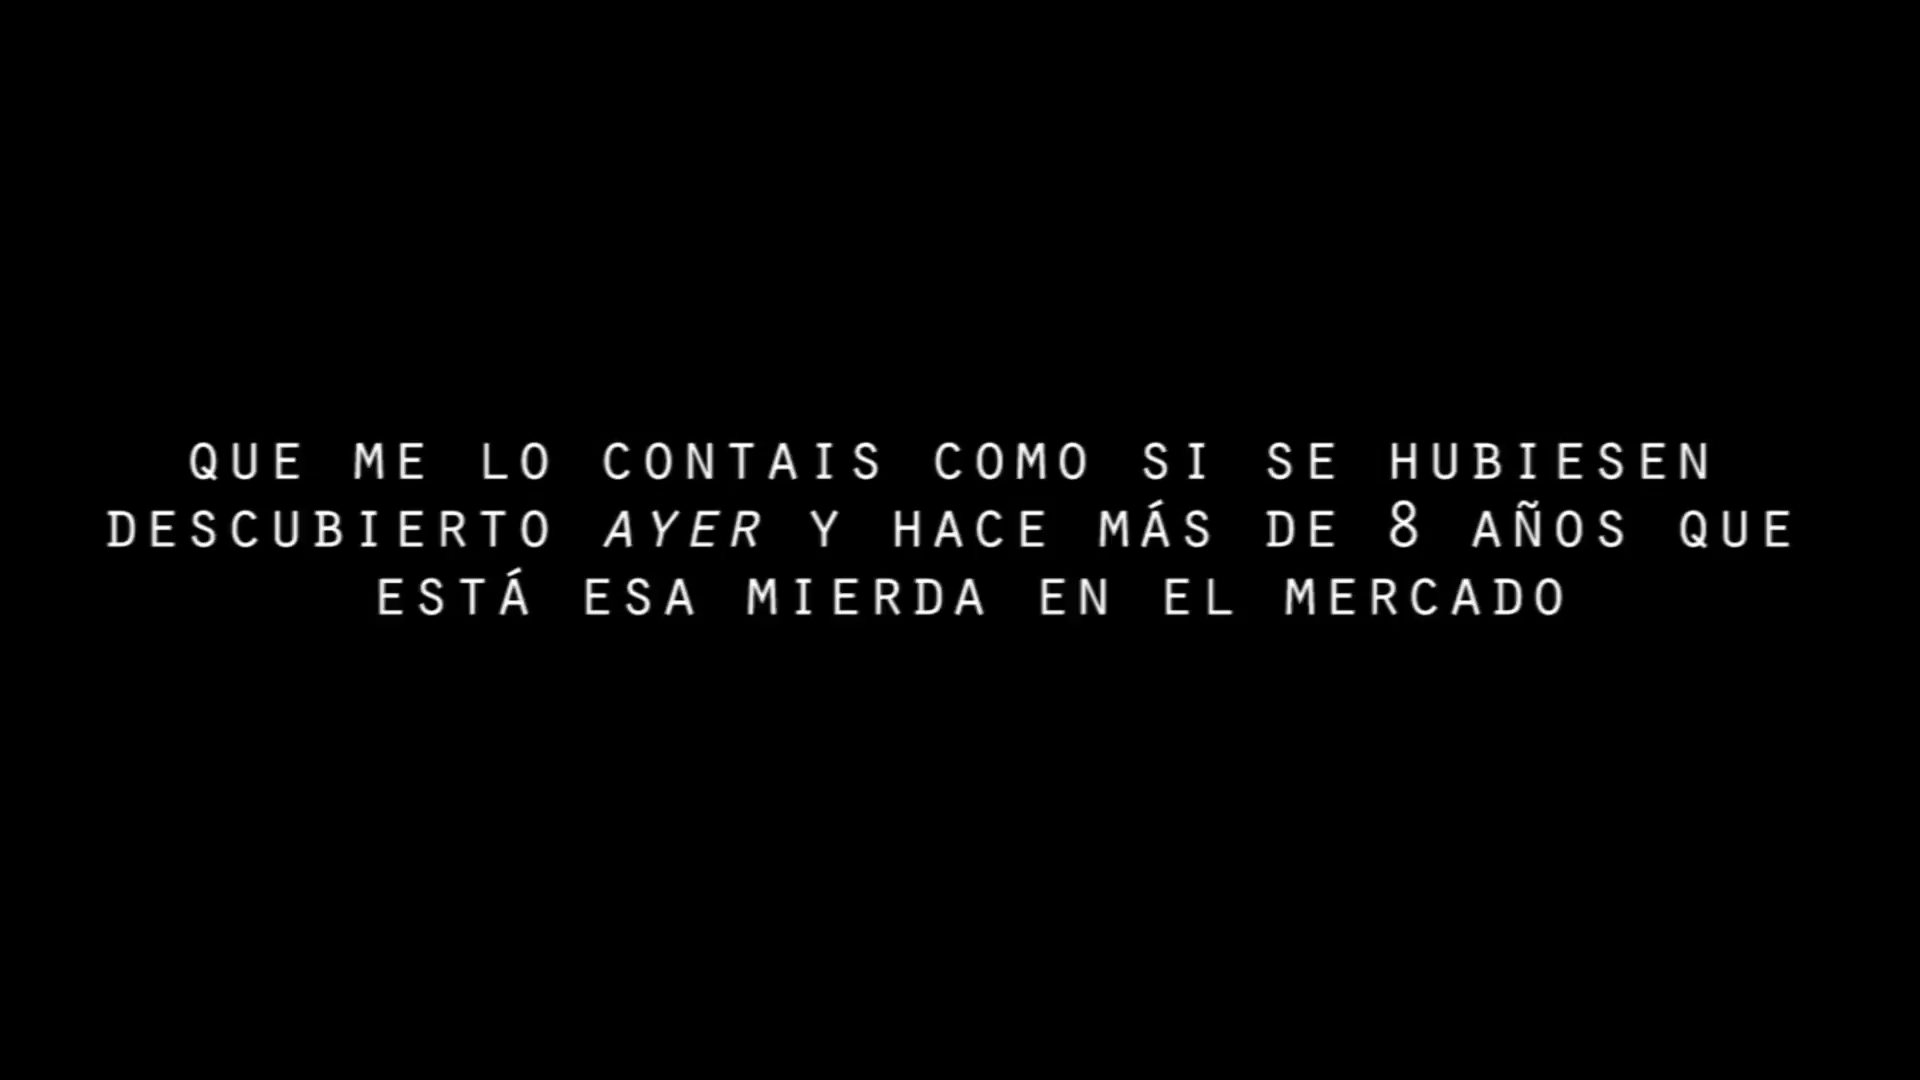 QUE ME LO CONTAIS COMO SI SE HUBIESEN
DESCUBIERTO AYER Y HACE MÁS DE 8 AÑOS QUE
ESTÁ ESA MIERDA EN EL MERCADO